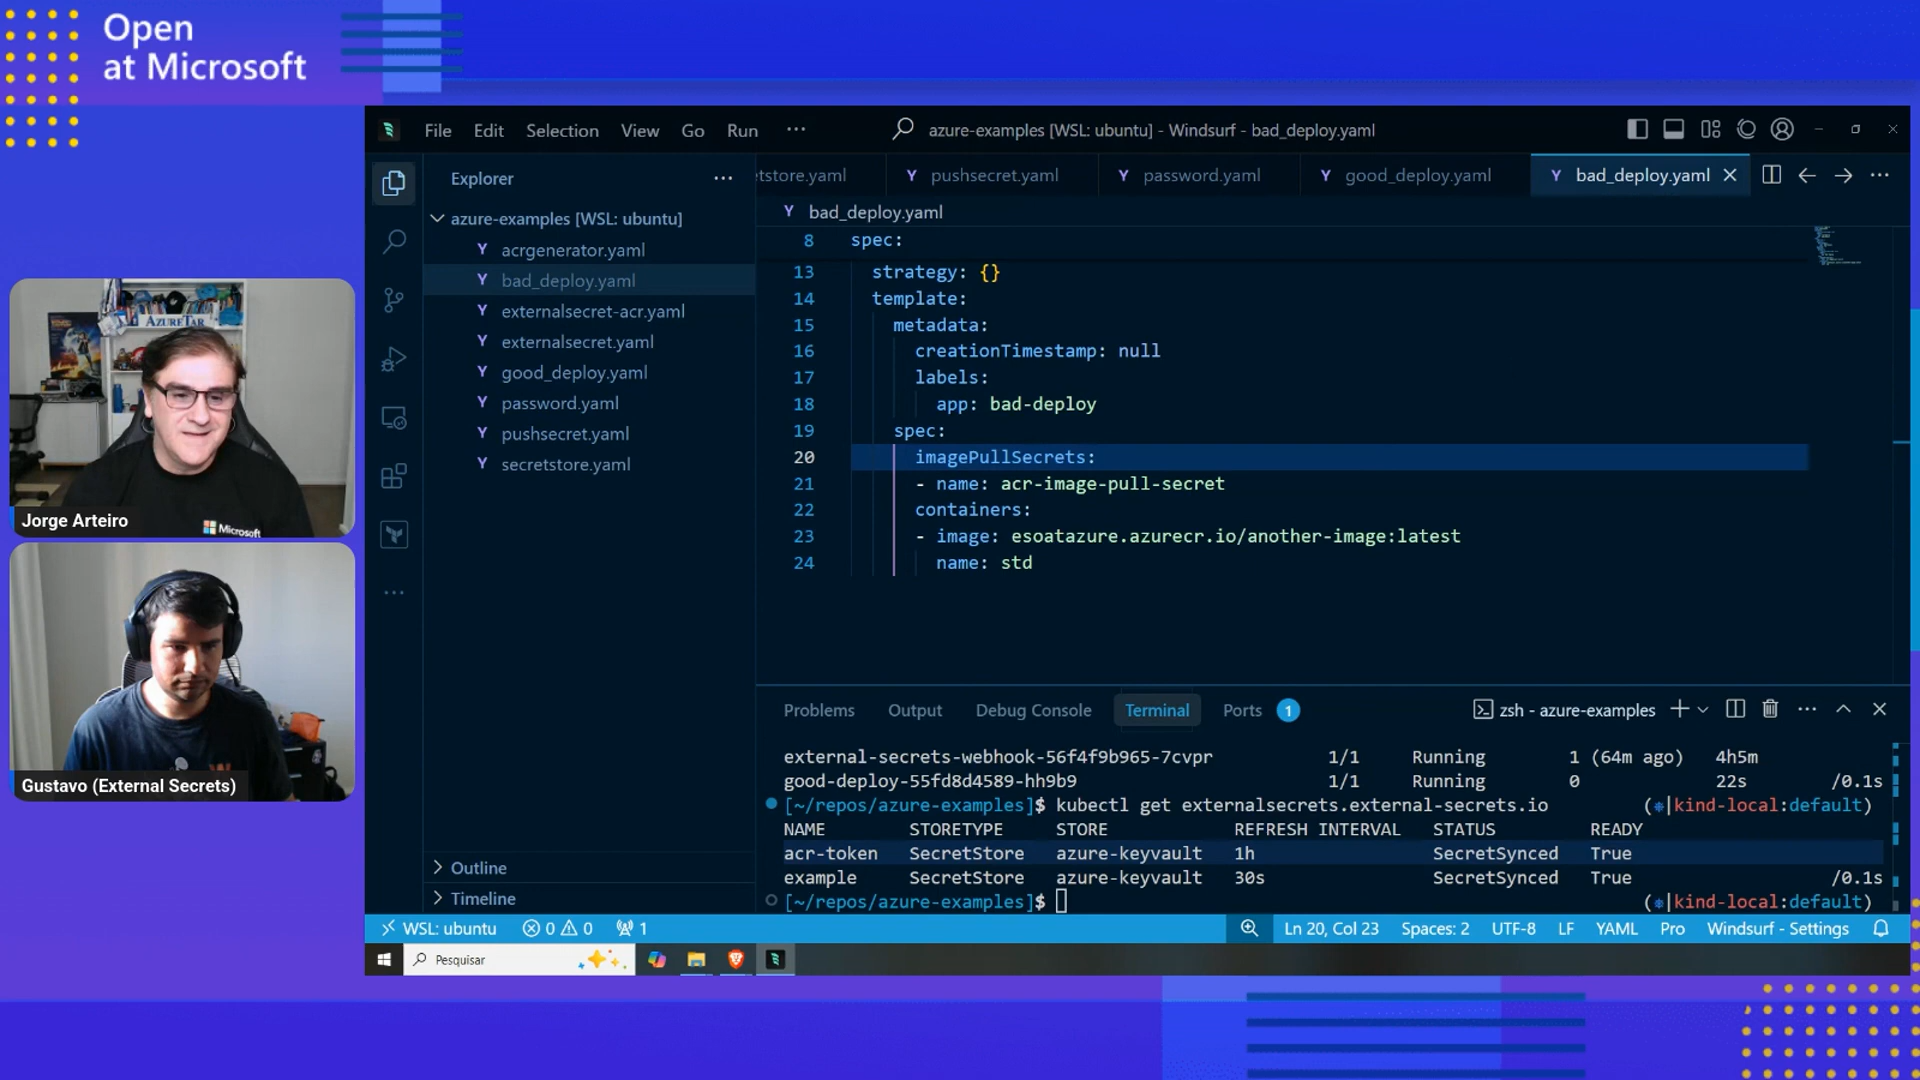 Open
at Microsoft
File Edit Selection View Go Run ···
azure-examples [WSL: ubuntu] - Windsurf - bad_deploy.yaml
Explorer ···
azure-examples [WSL: ubuntu]
acrgenerator.yaml
bad_deploy.yaml
externalsecret-acr.yaml
externalsecret.yaml
good_deploy.yaml
password.yaml
pushsecret.yaml
secretstore.yaml
Outline
Timeline
etstore.yaml Y pushsecret.yaml Y password.yaml Y good_deploy.yaml Y bad_deploy.yaml
Y bad_deploy.yaml
8 spec:
13 strategy: {}
14 template:
15 metadata:
16 creationTimestamp: null
17 labels:
18 app: bad-deploy
19 spec:
20 imagePullSecrets:
21 - name: acr-image-pull-secret
22 containers:
23 - image: esoatazure.azurecr.io/another-image:latest
24 name: std
Problems Output Debug Console Terminal Ports 1 zsh - azure-examples
external-secrets-webhook-56f4f9b965-7cvpr 1/1 Running 1 (64m ago) 4h5m
good-deploy-55fd8d4589-hh9b9 1/1 Running 0 22s /0.1s
[~/repos/azure-examples]$ kubectl get externalsecrets.external-secrets.io (⎈|kind-local:default)
NAME STORETYPE STORE REFRESH INTERVAL STATUS READY
acr-token SecretStore azure-keyvault 1h SecretSynced True
example SecretStore azure-keyvault 30s SecretSynced True /0.1s
[~/repos/azure-examples]$ (⎈|kind-local:default)
WSL: ubuntu 0 0 1 Ln 20, Col 23 Spaces: 2 UTF-8 LF YAML Pro Windsurf - Settings
Pesquisar
AZURETAR
Microsoft
Jorge Arteiro
Gustavo (External Secrets)